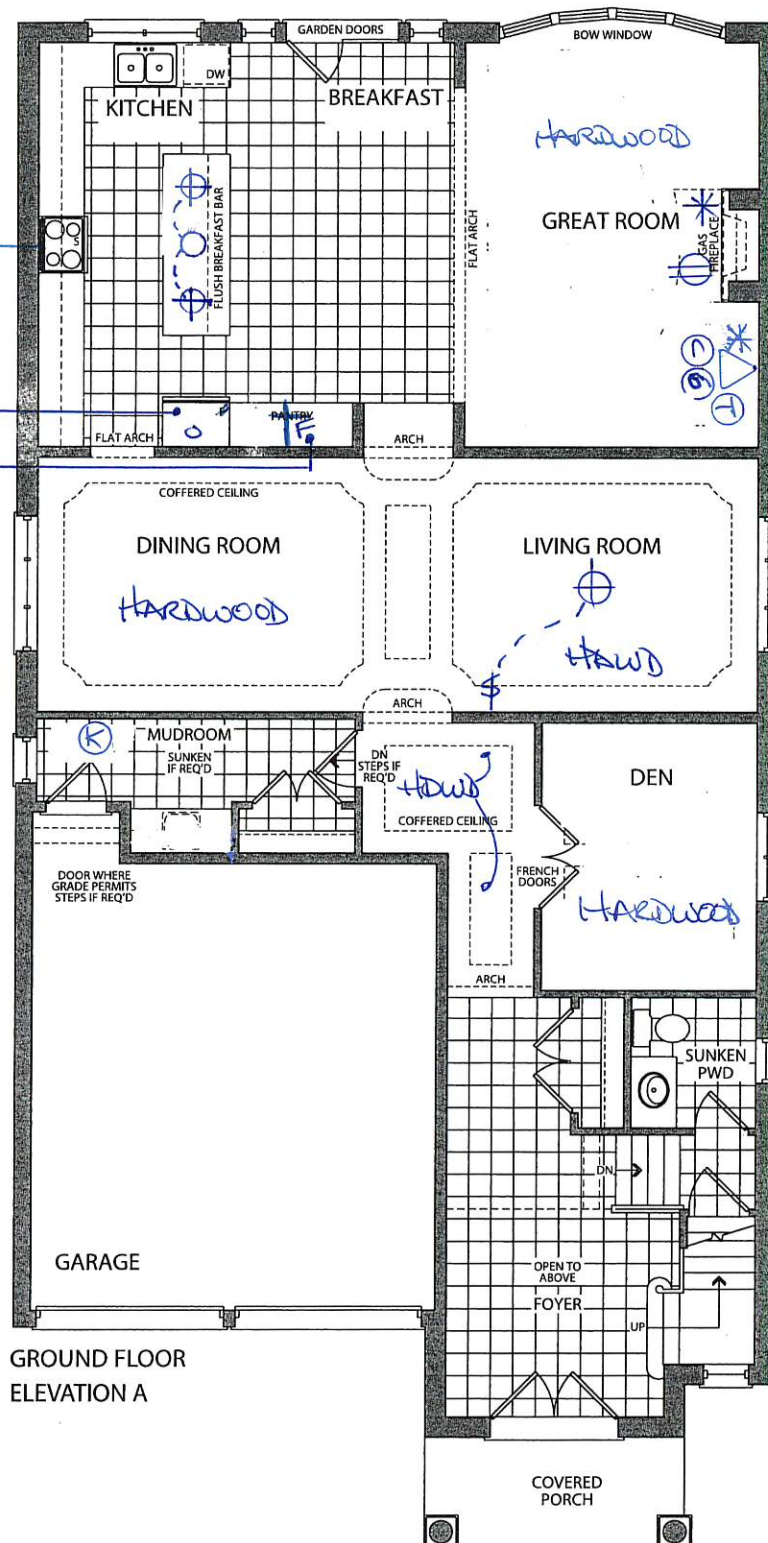 GARDEN DOORS
BOW WINDOW
DW
KITCHEN
BREAKFAST
HARDWOOD
GREAT ROOM
FLUSH BREAKFAST BAR
FLAT ARCH
GAS
FIREPLACE
S
C
6
T
F
O
PANTRY
F
FLAT ARCH
ARCH
COFFERED CEILING
DINING ROOM
HARDWOOD
LIVING ROOM
HAWD
$
ARCH
K
MUDROOM
SUNKEN
IF REQ'D
DN
STEPS IF
REQ'D
HDWD
COFFERED CEILING
DEN
HARDWOOD
FRENCH
DOORS
DOOR WHERE
GRADE PERMITS
STEPS IF REQ'D
ARCH
SUNKEN
PWD
DN
GARAGE
OPEN TO
ABOVE
FOYER
UP
GROUND FLOOR
ELEVATION A
COVERED
PORCH